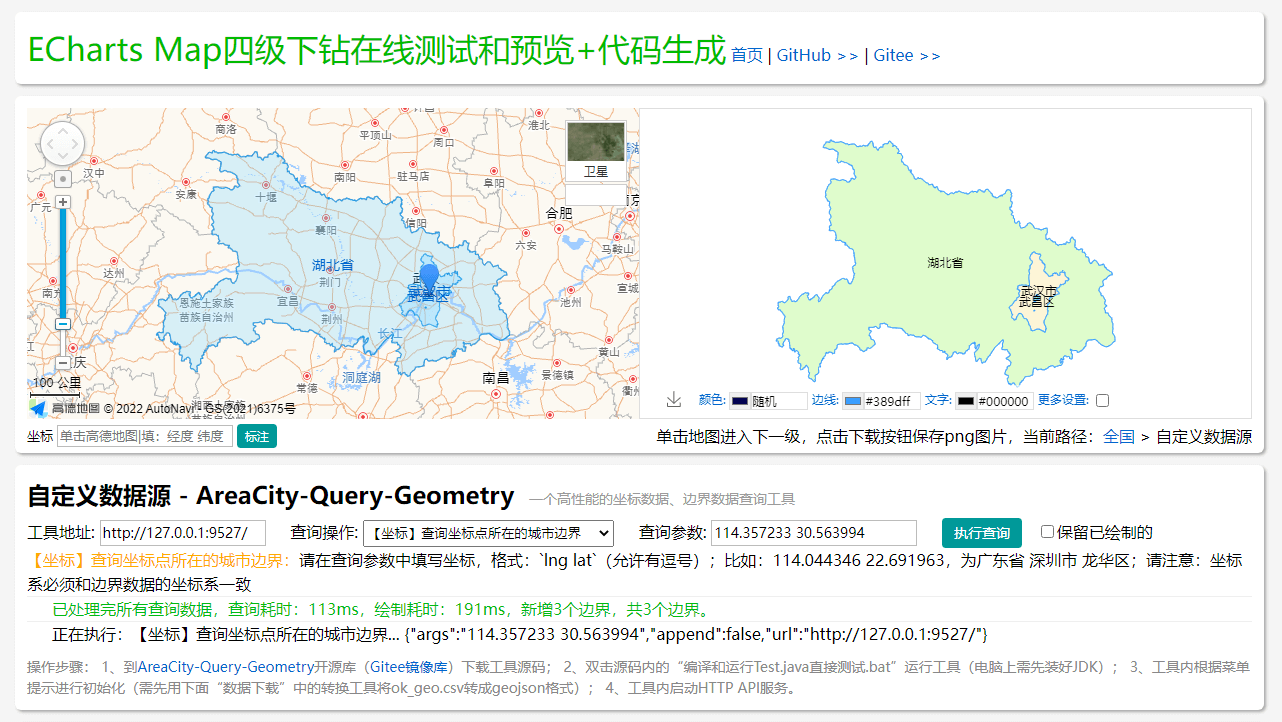 ECharts Map四级下钻在线测试和预览+代码生成 首页 | GitHub >> | Gitee >>
商洛
平顶山
淮北
周口
汉中
南阳
驻马店
阜阳
卫星
安康
十堰
广元
合肥
信阳
襄阳
六安
马鞍山
湖北省
达州
荆门
武昌区
宣城
恩施土家族
苗族自治州
宜昌
荆州
池州
长江
黄山
洞庭湖
南昌
景德镇
常德
100 公里
高德地图 © 2022 AutoNavi - GS(2021)6375号
湖北省
武汉市
武昌区
颜色: 随机 边线: #389dff 文字: #000000 更多设置:
坐标 单击高德地图|填：经度 纬度 标注
单击地图进入下一级，点击下载按钮保存png图片，当前路径：全国 > 自定义数据源
自定义数据源 - AreaCity-Query-Geometry 一个高性能的坐标数据、边界数据查询工具
工具地址: http://127.0.0.1:9527/ 查询操作: 【坐标】查询坐标点所在的城市边界 查询参数: 114.357233 30.563994 执行查询 保留已绘制的
【坐标】查询坐标点所在的城市边界：请在查询参数中填写坐标，格式：`lng lat`（允许有逗号）；比如：114.044346 22.691963，为广东省 深圳市 龙华区；请注意：坐标
系必须和边界数据的坐标系一致
已处理完所有查询数据，查询耗时：113ms，绘制耗时：191ms，新增3个边界，共3个边界。
正在执行：【坐标】查询坐标点所在的城市边界... {"args":"114.357233 30.563994","append":false,"url":"http://127.0.0.1:9527/"}
操作步骤： 1、到AreaCity-Query-Geometry开源库（Gitee镜像库）下载工具源码； 2、双击源码内的“编译和运行Test.java直接测试.bat”运行工具（电脑上需先装好JDK）； 3、工具内根据菜单
提示进行初始化（需先用下面“数据下载”中的转换工具将ok_geo.csv转成geojson格式）； 4、工具内启动HTTP API服务。